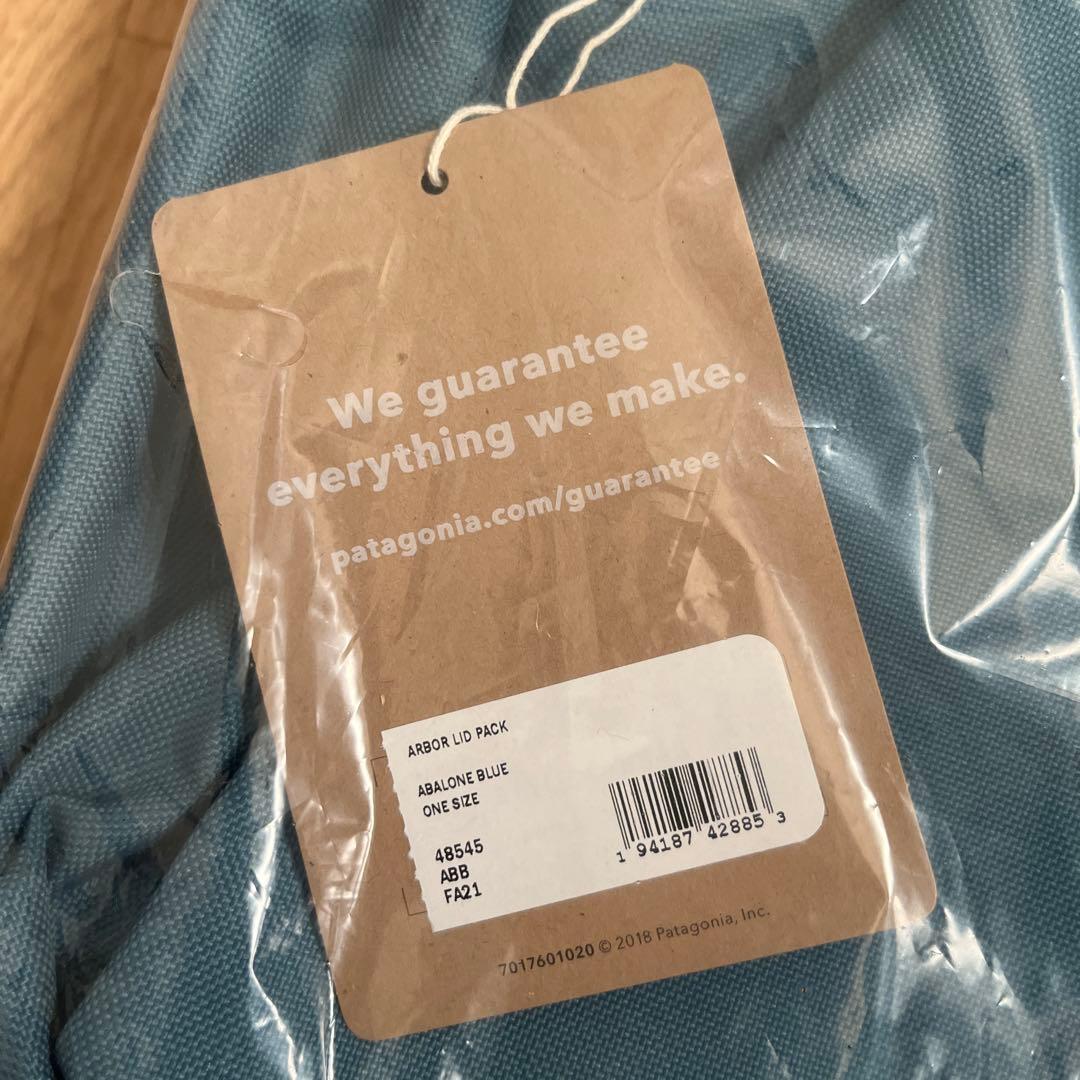 We guarantee
everything we make.
patagonia.com/guarantee
ARBOR LID PACK
ABALONE BLUE
ONE SIZE
48545
ABB
FA21
1 94187 42885 3
7017601020 © 2018 Patagonia, Inc.